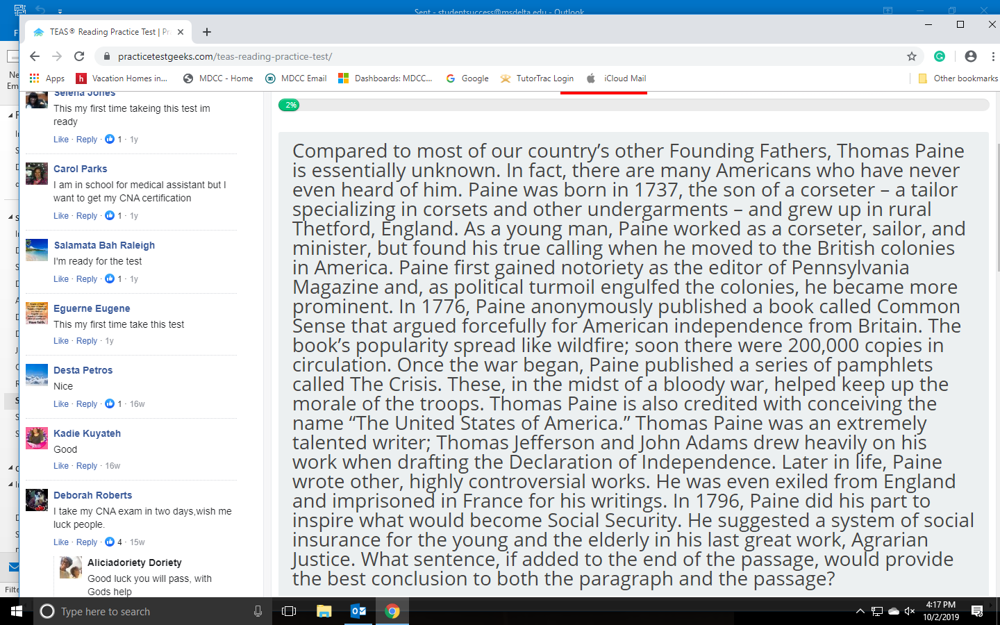 Sent - studentsuccess@msdelta.edu - Outlook
TEAS® Reading Practice Test | Pr
practicetestgeeks.com/teas-reading-practice-test/
Apps
Vacation Homes in...
MDCC - Home
MDCC Email
Dashboards: MDCC...
Google
TutorTrac Login
iCloud Mail
Other bookmarks
Selena Jones
This my first time takeing this test im
ready
Like · Reply · 1 · 1y
Carol Parks
I am in school for medical assistant but I
want to get my CNA certification
Like · Reply · 1 · 1y
Salamata Bah Raleigh
I'm ready for the test
Like · Reply · 1 · 1y
Eguerne Eugene
This my first time take this test
Like · Reply · 1y
Desta Petros
Nice
Like · Reply · 1 · 16w
Kadie Kuyateh
Good
Like · Reply · 16w
Deborah Roberts
I take my CNA exam in two days,wish me
luck people.
Like · Reply · 4 · 15w
Aliciadoriety Doriety
Good luck you will pass, with
Gods help
2%
Compared to most of our country's other Founding Fathers, Thomas Paine
is essentially unknown. In fact, there are many Americans who have never
even heard of him. Paine was born in 1737, the son of a corseter – a tailor
specializing in corsets and other undergarments – and grew up in rural
Thetford, England. As a young man, Paine worked as a corseter, sailor, and
minister, but found his true calling when he moved to the British colonies
in America. Paine first gained notoriety as the editor of Pennsylvania
Magazine and, as political turmoil engulfed the colonies, he became more
prominent. In 1776, Paine anonymously published a book called Common
Sense that argued forcefully for American independence from Britain. The
book's popularity spread like wildfire; soon there were 200,000 copies in
circulation. Once the war began, Paine published a series of pamphlets
called The Crisis. These, in the midst of a bloody war, helped keep up the
morale of the troops. Thomas Paine is also credited with conceiving the
name “The United States of America.” Thomas Paine was an extremely
talented writer; Thomas Jefferson and John Adams drew heavily on his
work when drafting the Declaration of Independence. Later in life, Paine
wrote other, highly controversial works. He was even exiled from England
and imprisoned in France for his writings. In 1796, Paine did his part to
inspire what would become Social Security. He suggested a system of social
insurance for the young and the elderly in his last great work, Agrarian
Justice. What sentence, if added to the end of the passage, would provide
the best conclusion to both the paragraph and the passage?
Type here to search
4:17 PM
10/2/2019